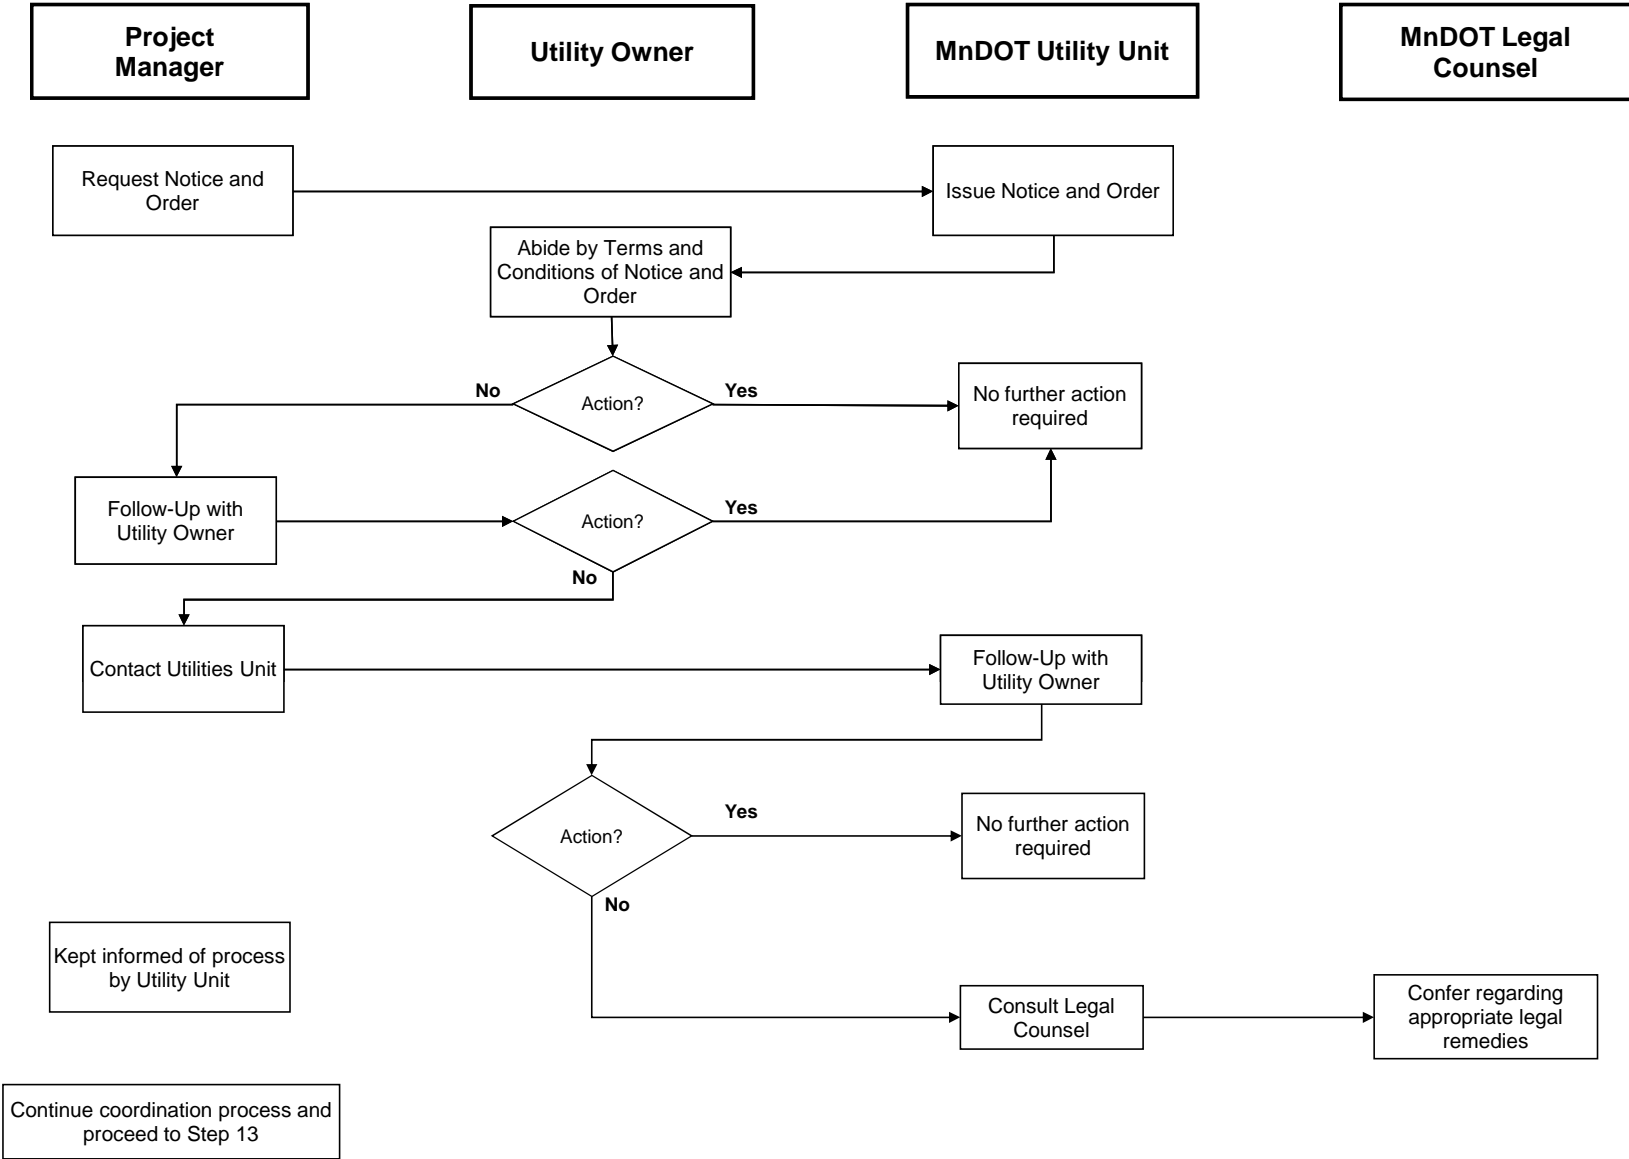 Project
Manager
Utility Owner
MnDOT Utility Unit
MnDOT Legal
Counsel
Request Notice and
Order
Issue Notice and Order
Abide by Terms and
Conditions of Notice and
Order
No
Action?
Yes
No further action
required
Follow-Up with
Utility Owner
Action?
Yes
No
Contact Utilities Unit
Follow-Up with
Utility Owner
Action?
Yes
No further action
required
No
Kept informed of process
by Utility Unit
Consult Legal
Counsel
Confer regarding
appropriate legal
remedies
Continue coordination process and
proceed to Step 13